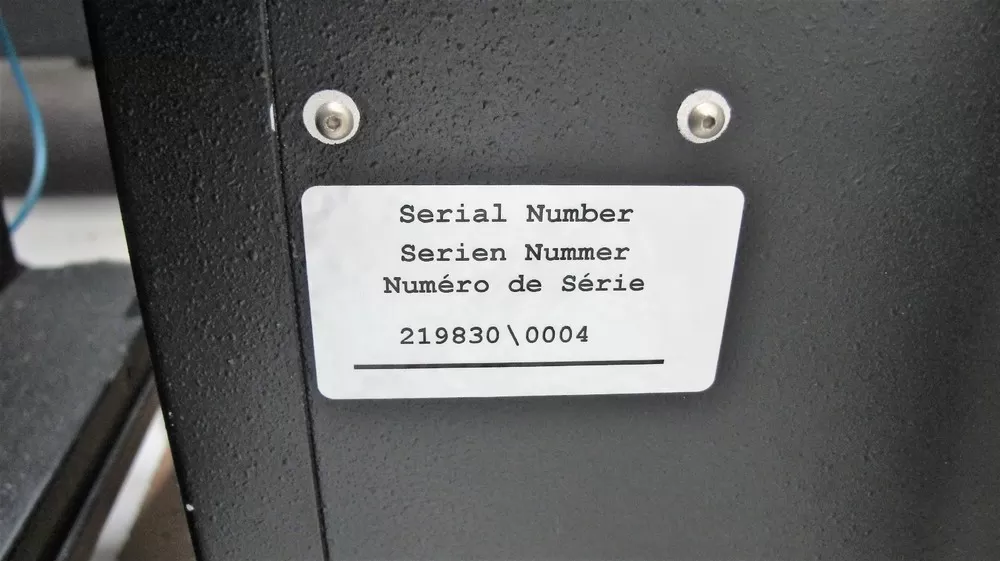 Serial Number
Serien Nummer
Numéro de Série
219830\0004